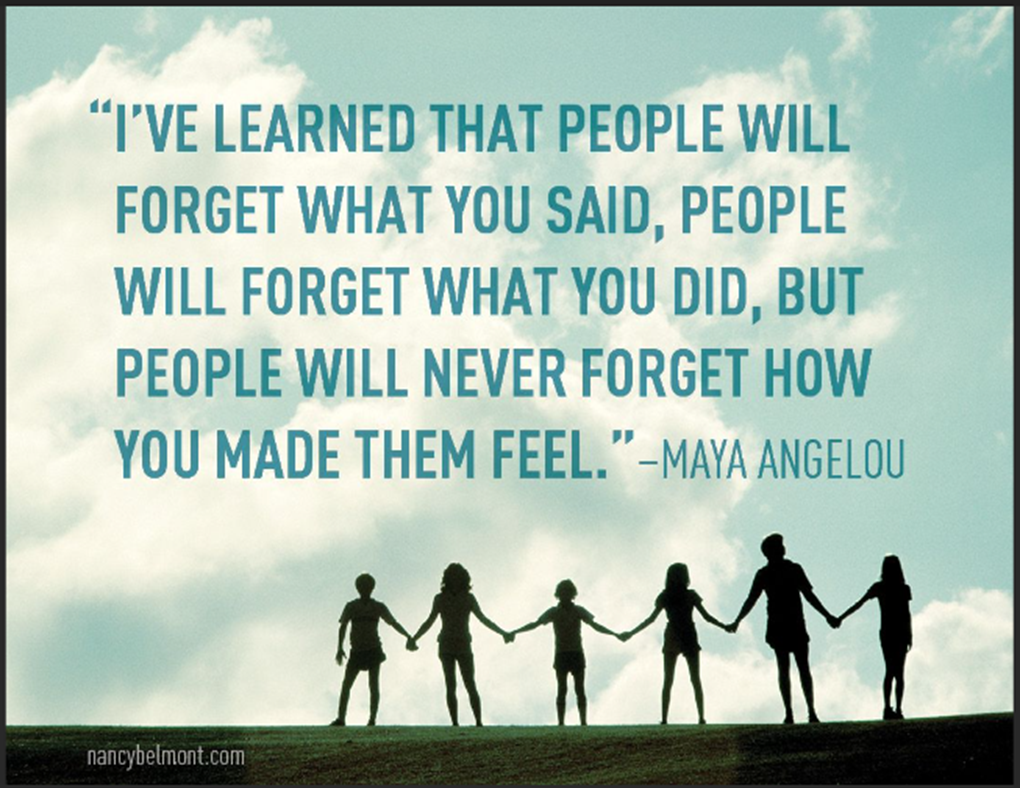 “I’VE LEARNED THAT PEOPLE WILL
FORGET WHAT YOU SAID, PEOPLE
WILL FORGET WHAT YOU DID, BUT
PEOPLE WILL NEVER FORGET HOW
YOU MADE THEM FEEL.” –MAYA ANGELOU
nancybelmont.com